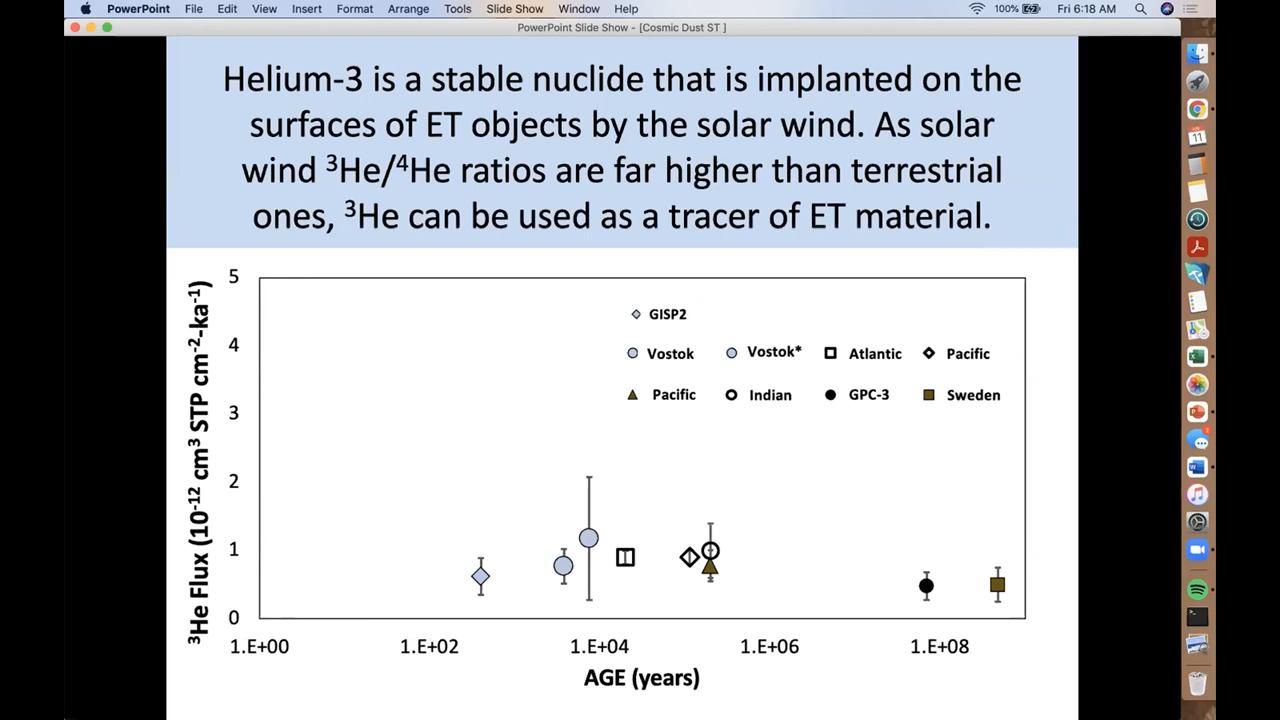 PowerPoint File Edit View Insert Format Arrange Tools Slide Show Window Help 100% Fri 6:18 AM
PowerPoint Slide Show - [Cosmic Dust ST ]
Helium-3 is a stable nuclide that is implanted on the
surfaces of ET objects by the solar wind. As solar
wind ³He/⁴He ratios are far higher than terrestrial
ones, ³He can be used as a tracer of ET material.
³He Flux (10⁻¹² cm³ STP cm⁻²-ka⁻¹)
5
4
3
2
1
0
GISP2
Vostok Vostok* Atlantic Pacific
Pacific Indian GPC-3 Sweden
1.E+00 1.E+02 1.E+04 1.E+06 1.E+08
AGE (years)
11